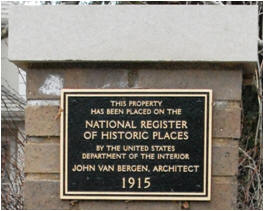 THIS PROPERTY
HAS BEEN PLACED ON THE
NATIONAL REGISTER
OF HISTORIC PLACES
BY THE UNITED STATES
DEPARTMENT OF THE INTERIOR
JOHN VAN BERGEN, ARCHITECT
1915